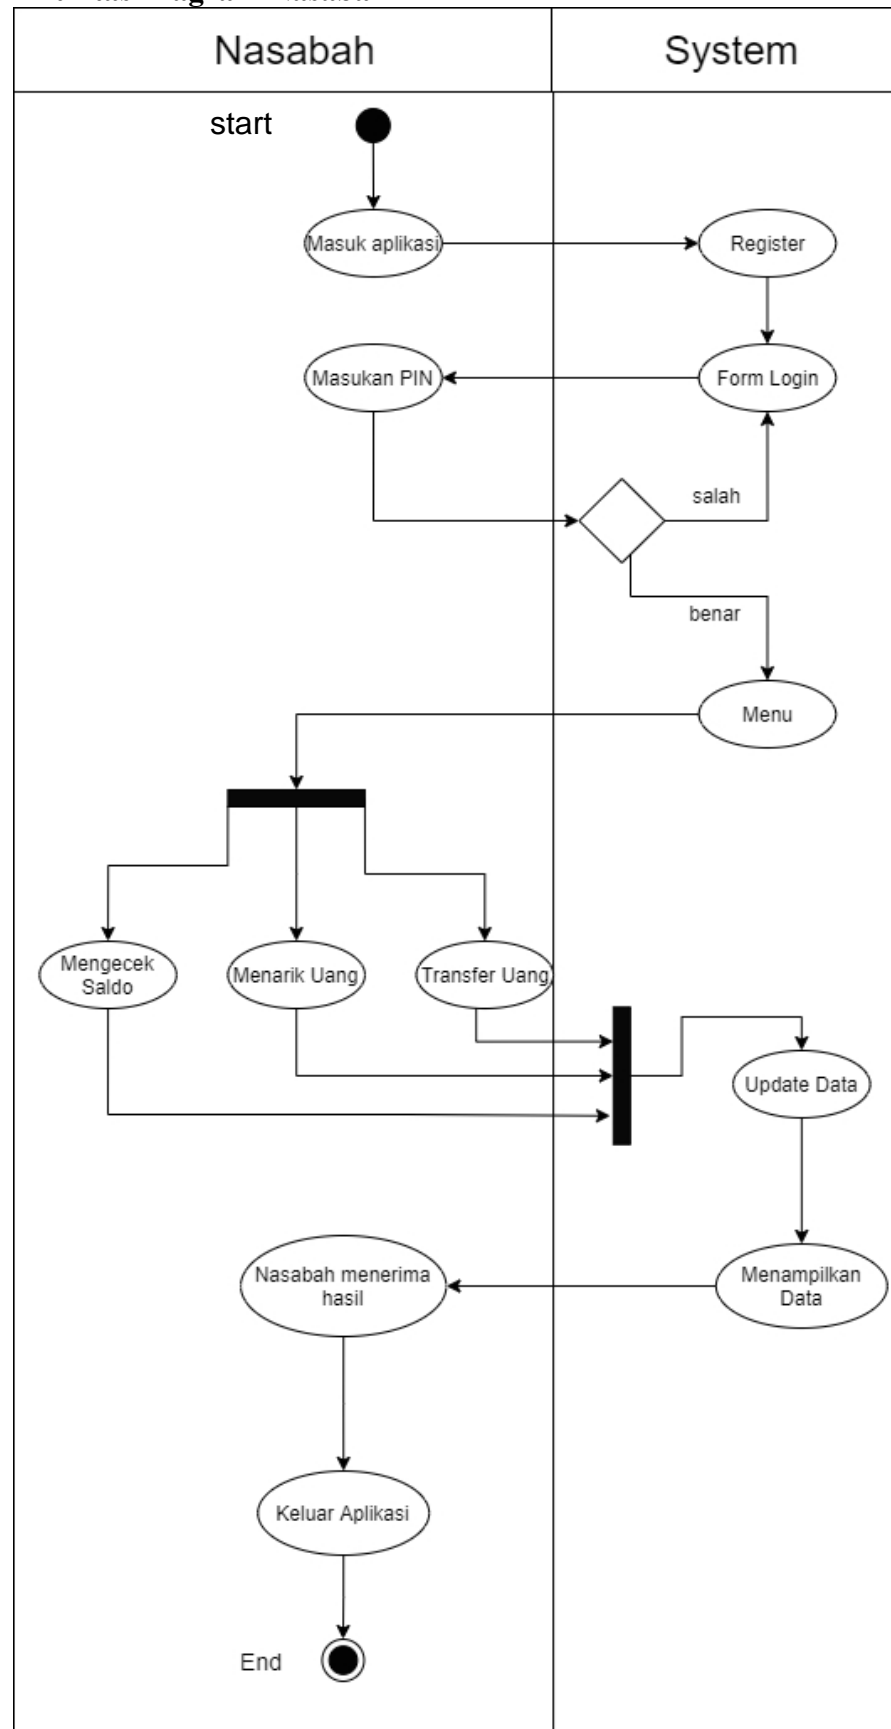 Nasabah System
start
Masuk aplikasi Register
Masukan PIN Form Login
salah
benar
Menu
Mengecek
Saldo
Menarik Uang
Transfer Uang
Update Data
Nasabah menerima
hasil
Menampilkan
Data
Keluar Aplikasi
End